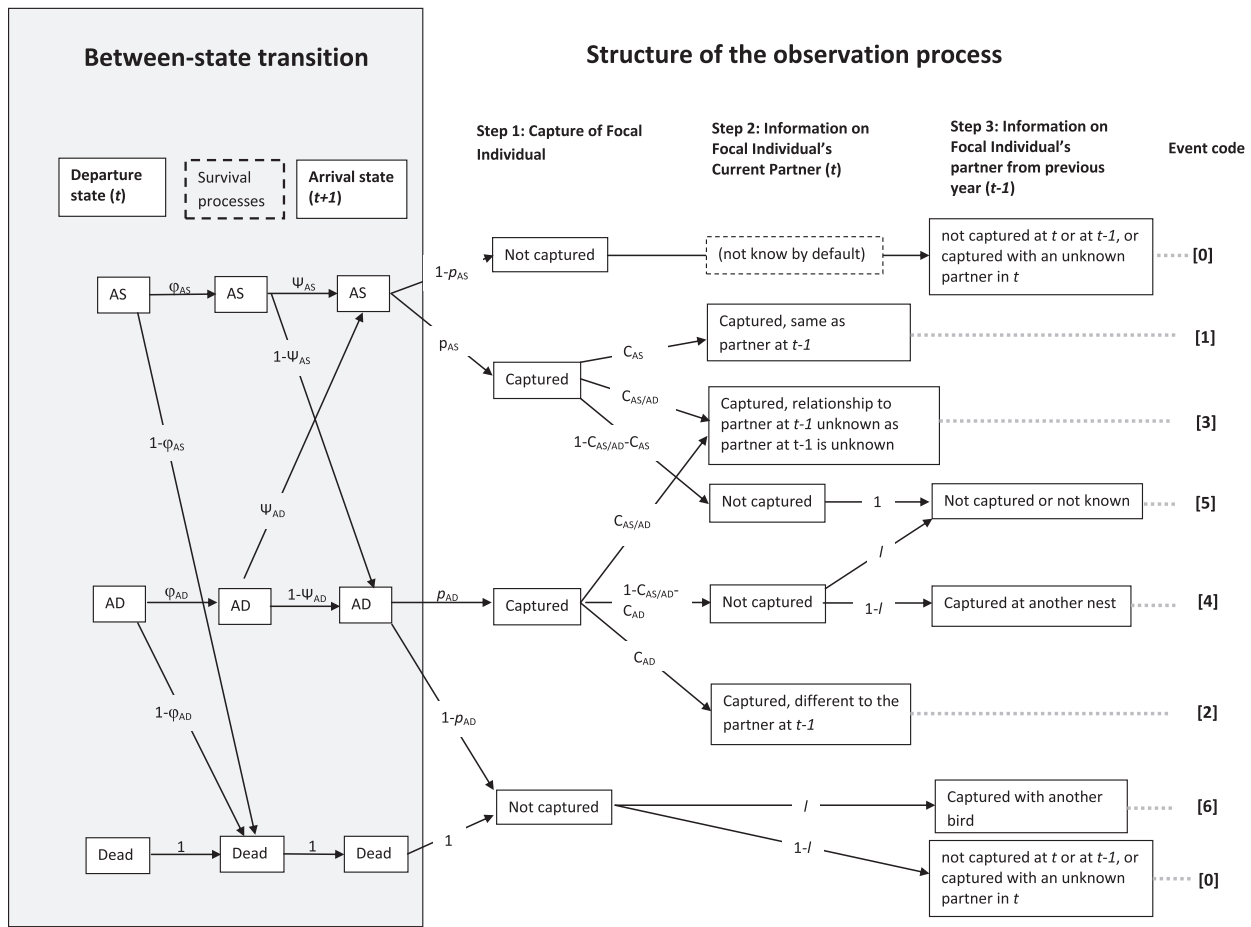 Between-state transition
Structure of the observation process
Step 1: Capture of Focal
Individual
Step 2: Information on
Focal Individual's
Current Partner (t)
Step 3: Information on
Focal Individual's
partner from previous
year (t-1)
Event code
Departure
state (t)
Survival
processes
Arrival state
(t+1)
AS
φAS
AS
ΨAS
AS
1-pAS
Not captured
(not know by default)
not captured at t or at t-1, or
captured with an unknown
partner in t
[0]
1-ΨAS
pAS
Captured
CAS
Captured, same as
partner at t-1
[1]
CAS/AD
Captured, relationship to
partner at t-1 unknown as
partner at t-1 is unknown
[3]
1-φAS
1-CAS/AD-CAS
Not captured
1
Not captured or not known
[5]
ΨAD
CAS/AD
l
AD
φAD
AD
1-ΨAD
AD
pAD
Captured
1-CAS/AD-
CAD
Not captured
1-l
Captured at another nest
[4]
CAD
1-φAD
1-pAD
Captured, different to the
partner at t-1
[2]
Not captured
l
Captured with another
bird
[6]
Dead
1
Dead
1
Dead
1
1-l
not captured at t or at t-1, or
captured with an unknown
partner in t
[0]